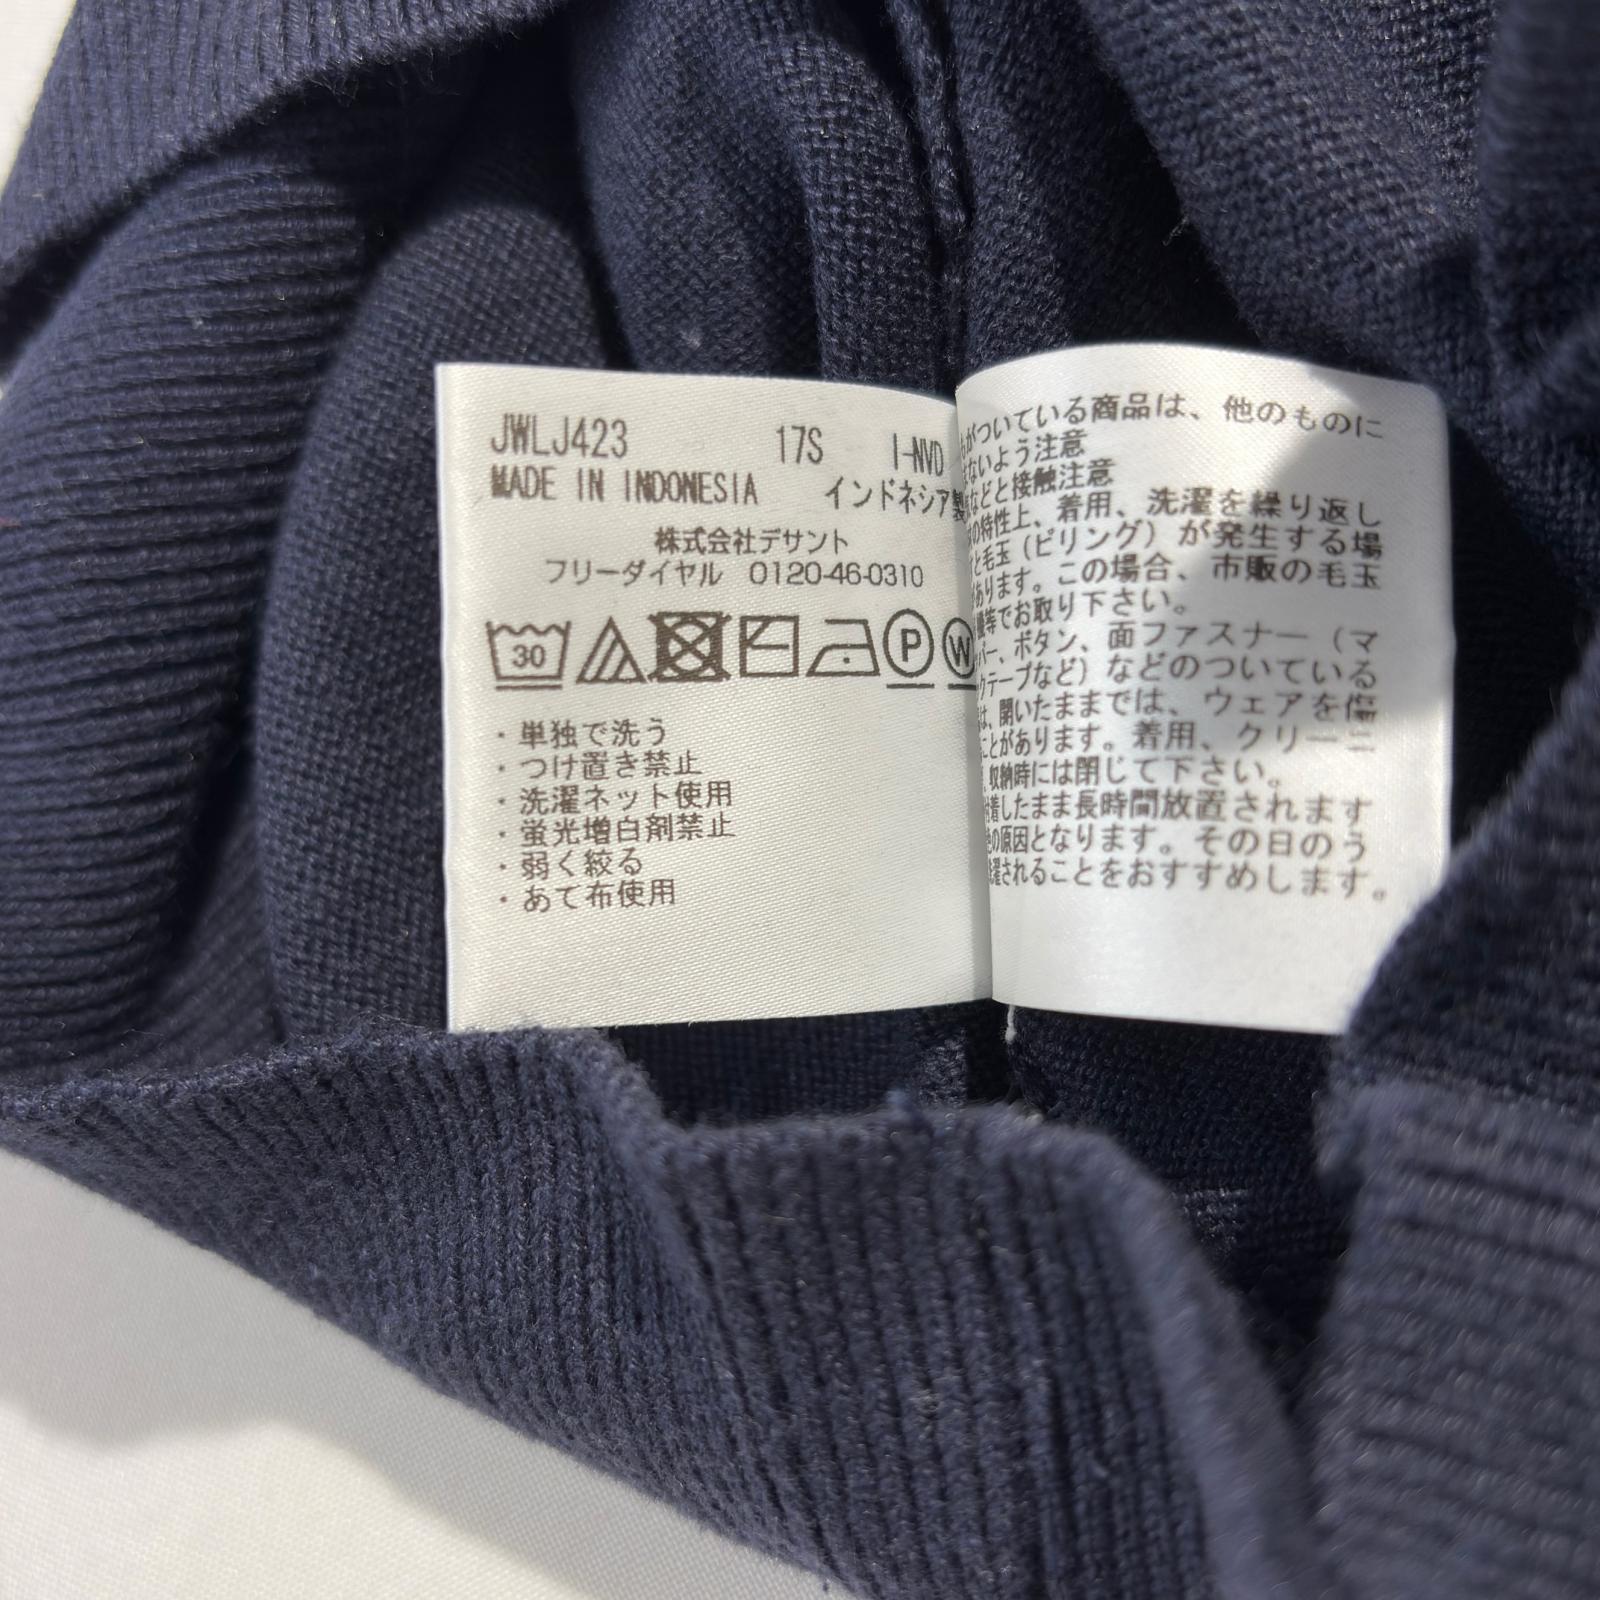 JWLJ423 17S I-NVD
MADE IN INDONESIA インドネシア製
株式会社デサント
フリーダイヤル 0120-46-0310
30 P W
・単独で洗う
・つけ置き禁止
・洗濯ネット使用
・蛍光増白剤禁止
・弱く絞る
・あて布使用
がついている商品は、他のものに
ないよう注意
などと接触注意
の特性上、着用、洗濯を繰り返し
と毛玉(ピリング)が発生する場
あります。この場合、市販の毛玉
等でお取り下さい。
パー、ボタン、面ファスナー(マ
クテープなど)などのついている
は、開いたままでは、ウェアを傷
ことがあります。着用、クリーニ
、収納時には閉じて下さい。
着したまま長時間放置されます
の原因となります。その日のう
濯されることをおすすめします。